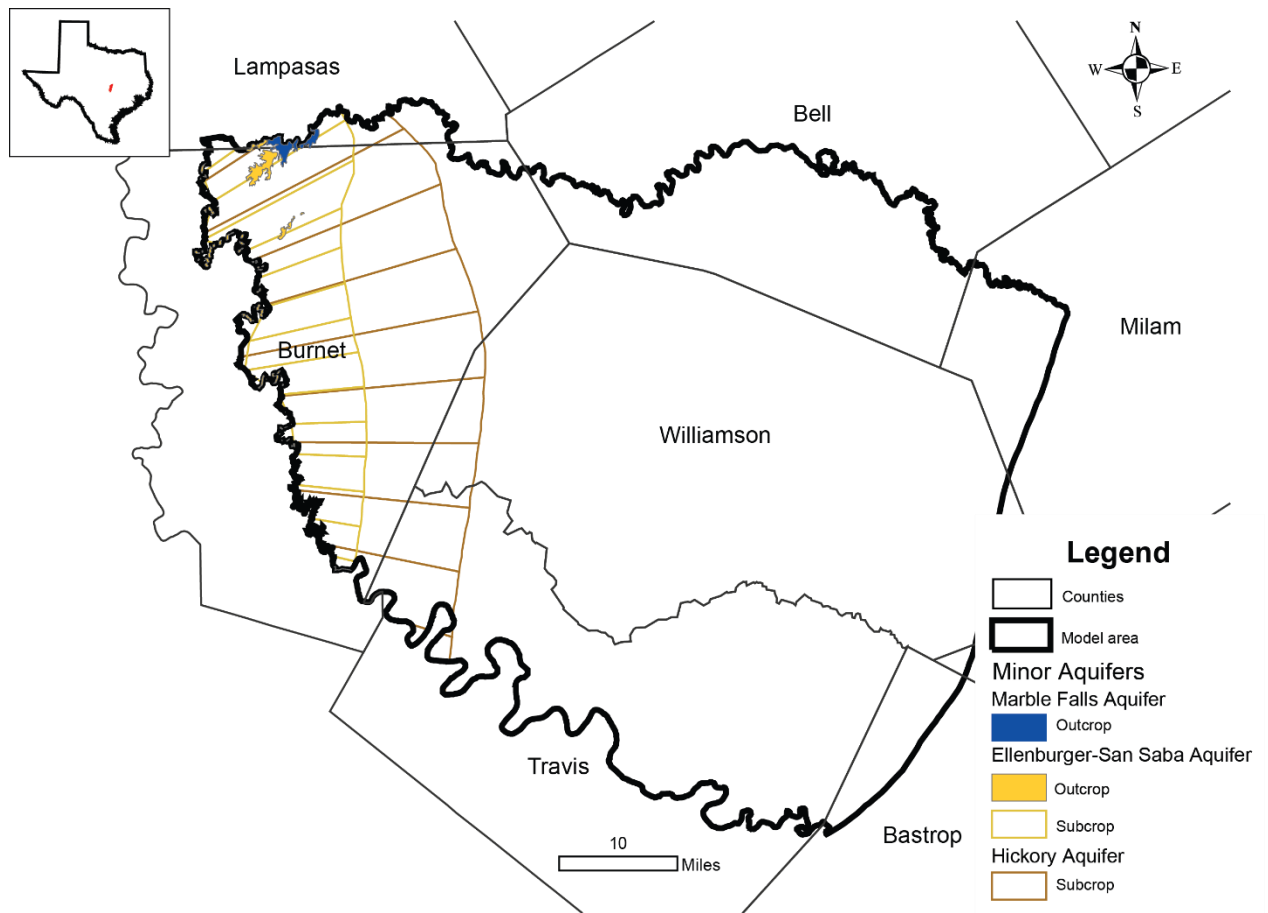 N
W E
S
Lampasas
Bell
Milam
Burnet
Williamson
Travis
Bastrop
10
Miles
Legend
Counties
Model area
Minor Aquifers
Marble Falls Aquifer
Outcrop
Ellenburger-San Saba Aquifer
Outcrop
Subcrop
Hickory Aquifer
Subcrop